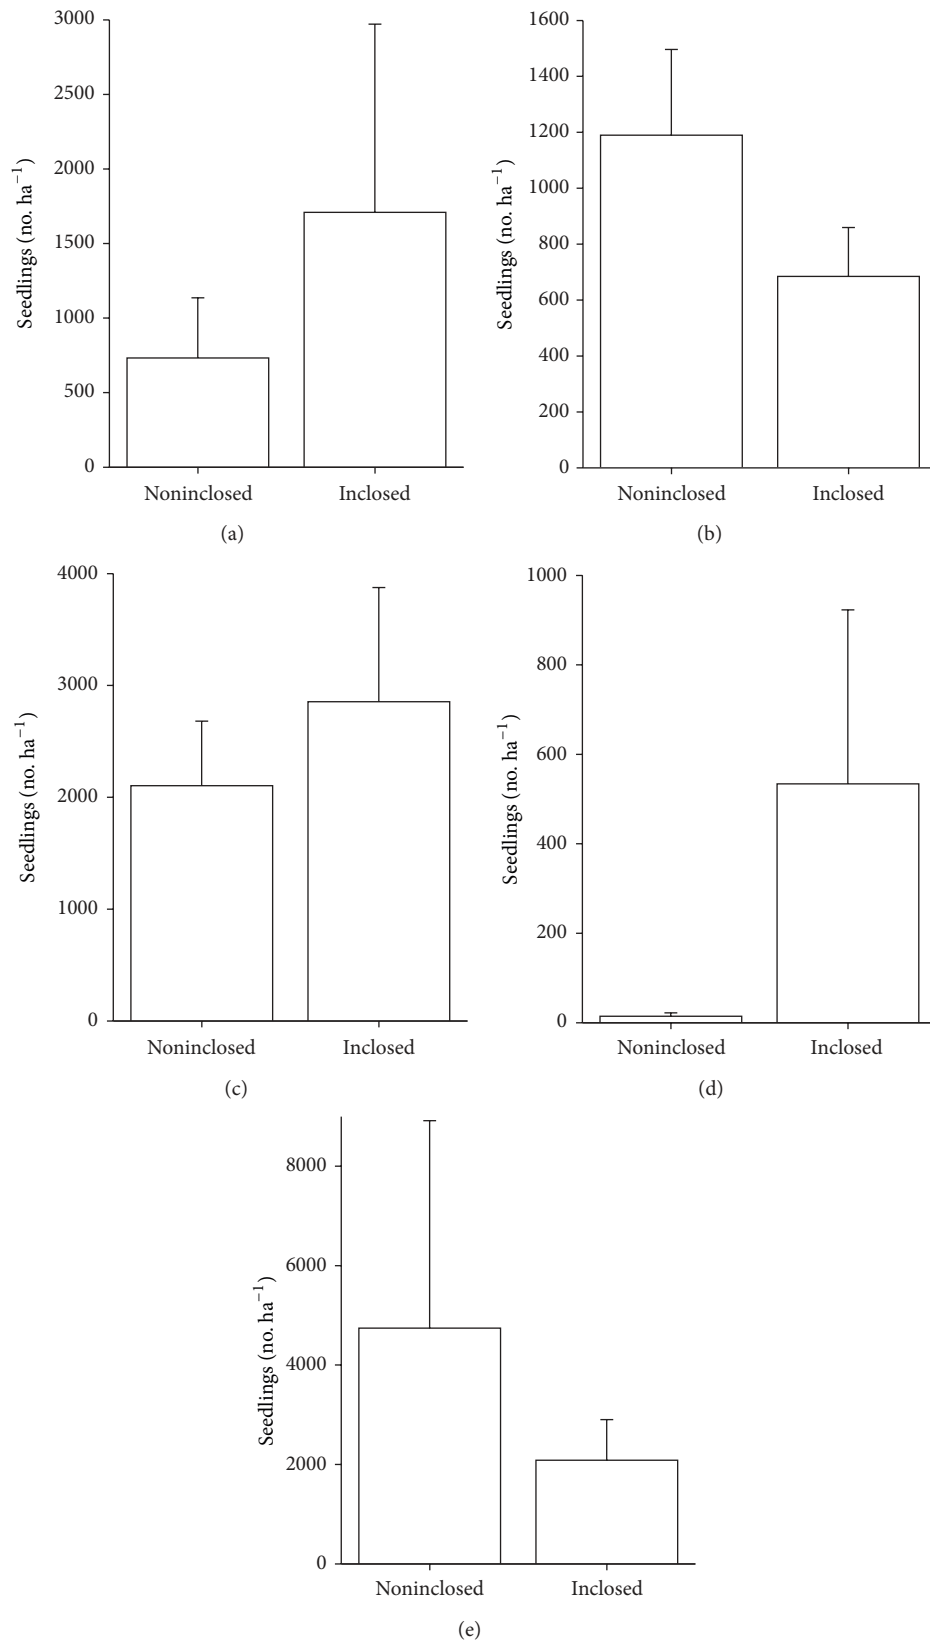 Seedlings (no. ha−1)
3000
2500
2000
1500
1000
500
0
Noninclosed Inclosed
(a)
Seedlings (no. ha−1)
1600
1400
1200
1000
800
600
400
200
0
Noninclosed Inclosed
(b)
Seedlings (no. ha−1)
4000
3000
2000
1000
0
Noninclosed Inclosed
(c)
Seedlings (no. ha−1)
1000
800
600
400
200
0
Noninclosed Inclosed
(d)
Seedlings (no. ha−1)
8000
6000
4000
2000
0
Noninclosed Inclosed
(e)